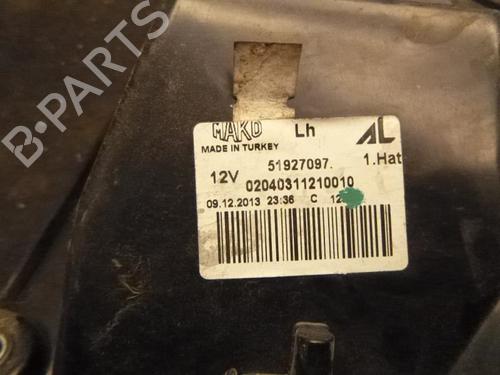 MAKO Lh AL
MADE IN TURKEY
51927097. 1.Hat
12V 02040311210010
09.12.2013 23:36 C
B-PARTS